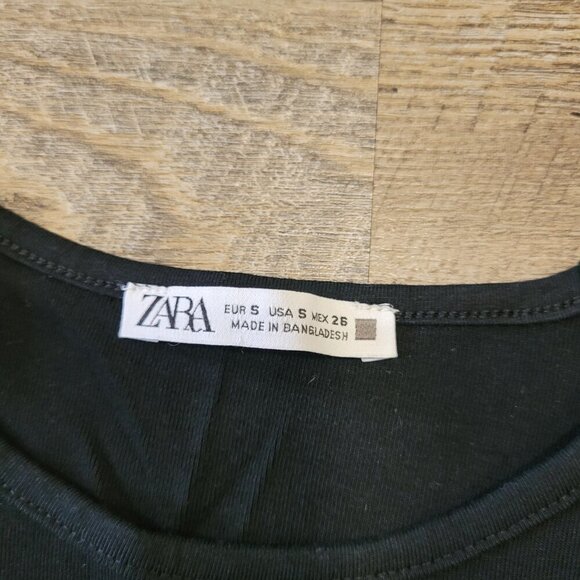 ZARA
EUR S USA S MEX 26
MADE IN BANGLADESH